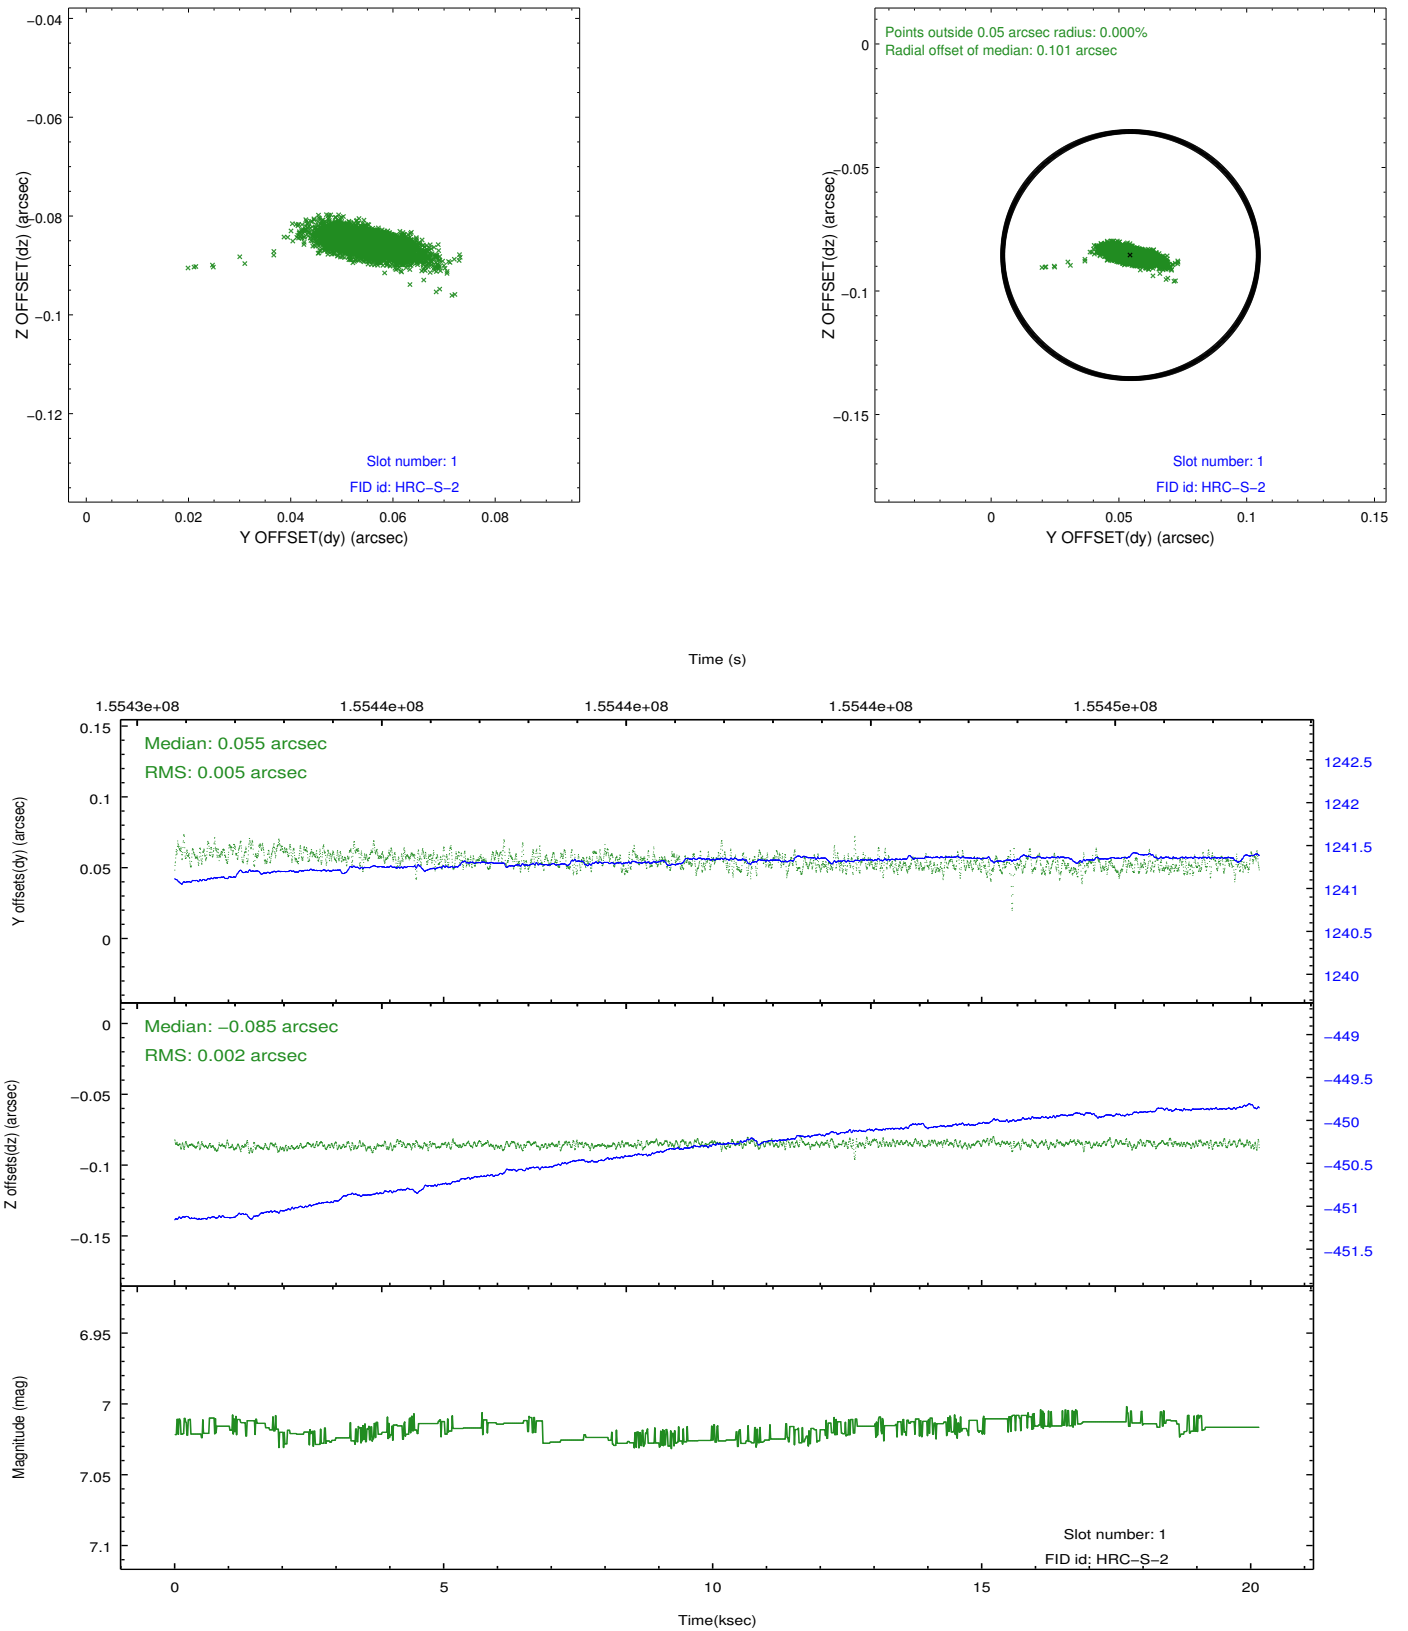 −0.04
−0.06
−0.08
−0.1
−0.12
Z OFFSET(dz) (arcsec)
Slot number: 1
FID id: HRC−S−2
0 0.02 0.04 0.06 0.08
Y OFFSET(dy) (arcsec)
Points outside 0.05 arcsec radius: 0.000%
Radial offset of median: 0.101 arcsec
0
−0.05
−0.1
−0.15
Z OFFSET(dz) (arcsec)
Slot number: 1
FID id: HRC−S−2
0 0.05 0.1 0.15
Y OFFSET(dy) (arcsec)
Time (s)
1.5543e+08 1.5544e+08 1.5544e+08 1.5544e+08 1.5545e+08
Median: 0.055 arcsec
RMS: 0.005 arcsec
0.15
0.1
0.05
0
Y offsets(dy) (arcsec)
1242.5
1242
1241.5
1241
1240.5
1240
Median: −0.085 arcsec
RMS: 0.002 arcsec
0
−0.05
−0.1
−0.15
Z offsets(dz) (arcsec)
−449
−449.5
−450
−450.5
−451
−451.5
6.95
7
7.05
7.1
Magnitude (mag)
Slot number: 1
FID id: HRC−S−2
0 5 10 15 20
Time(ksec)